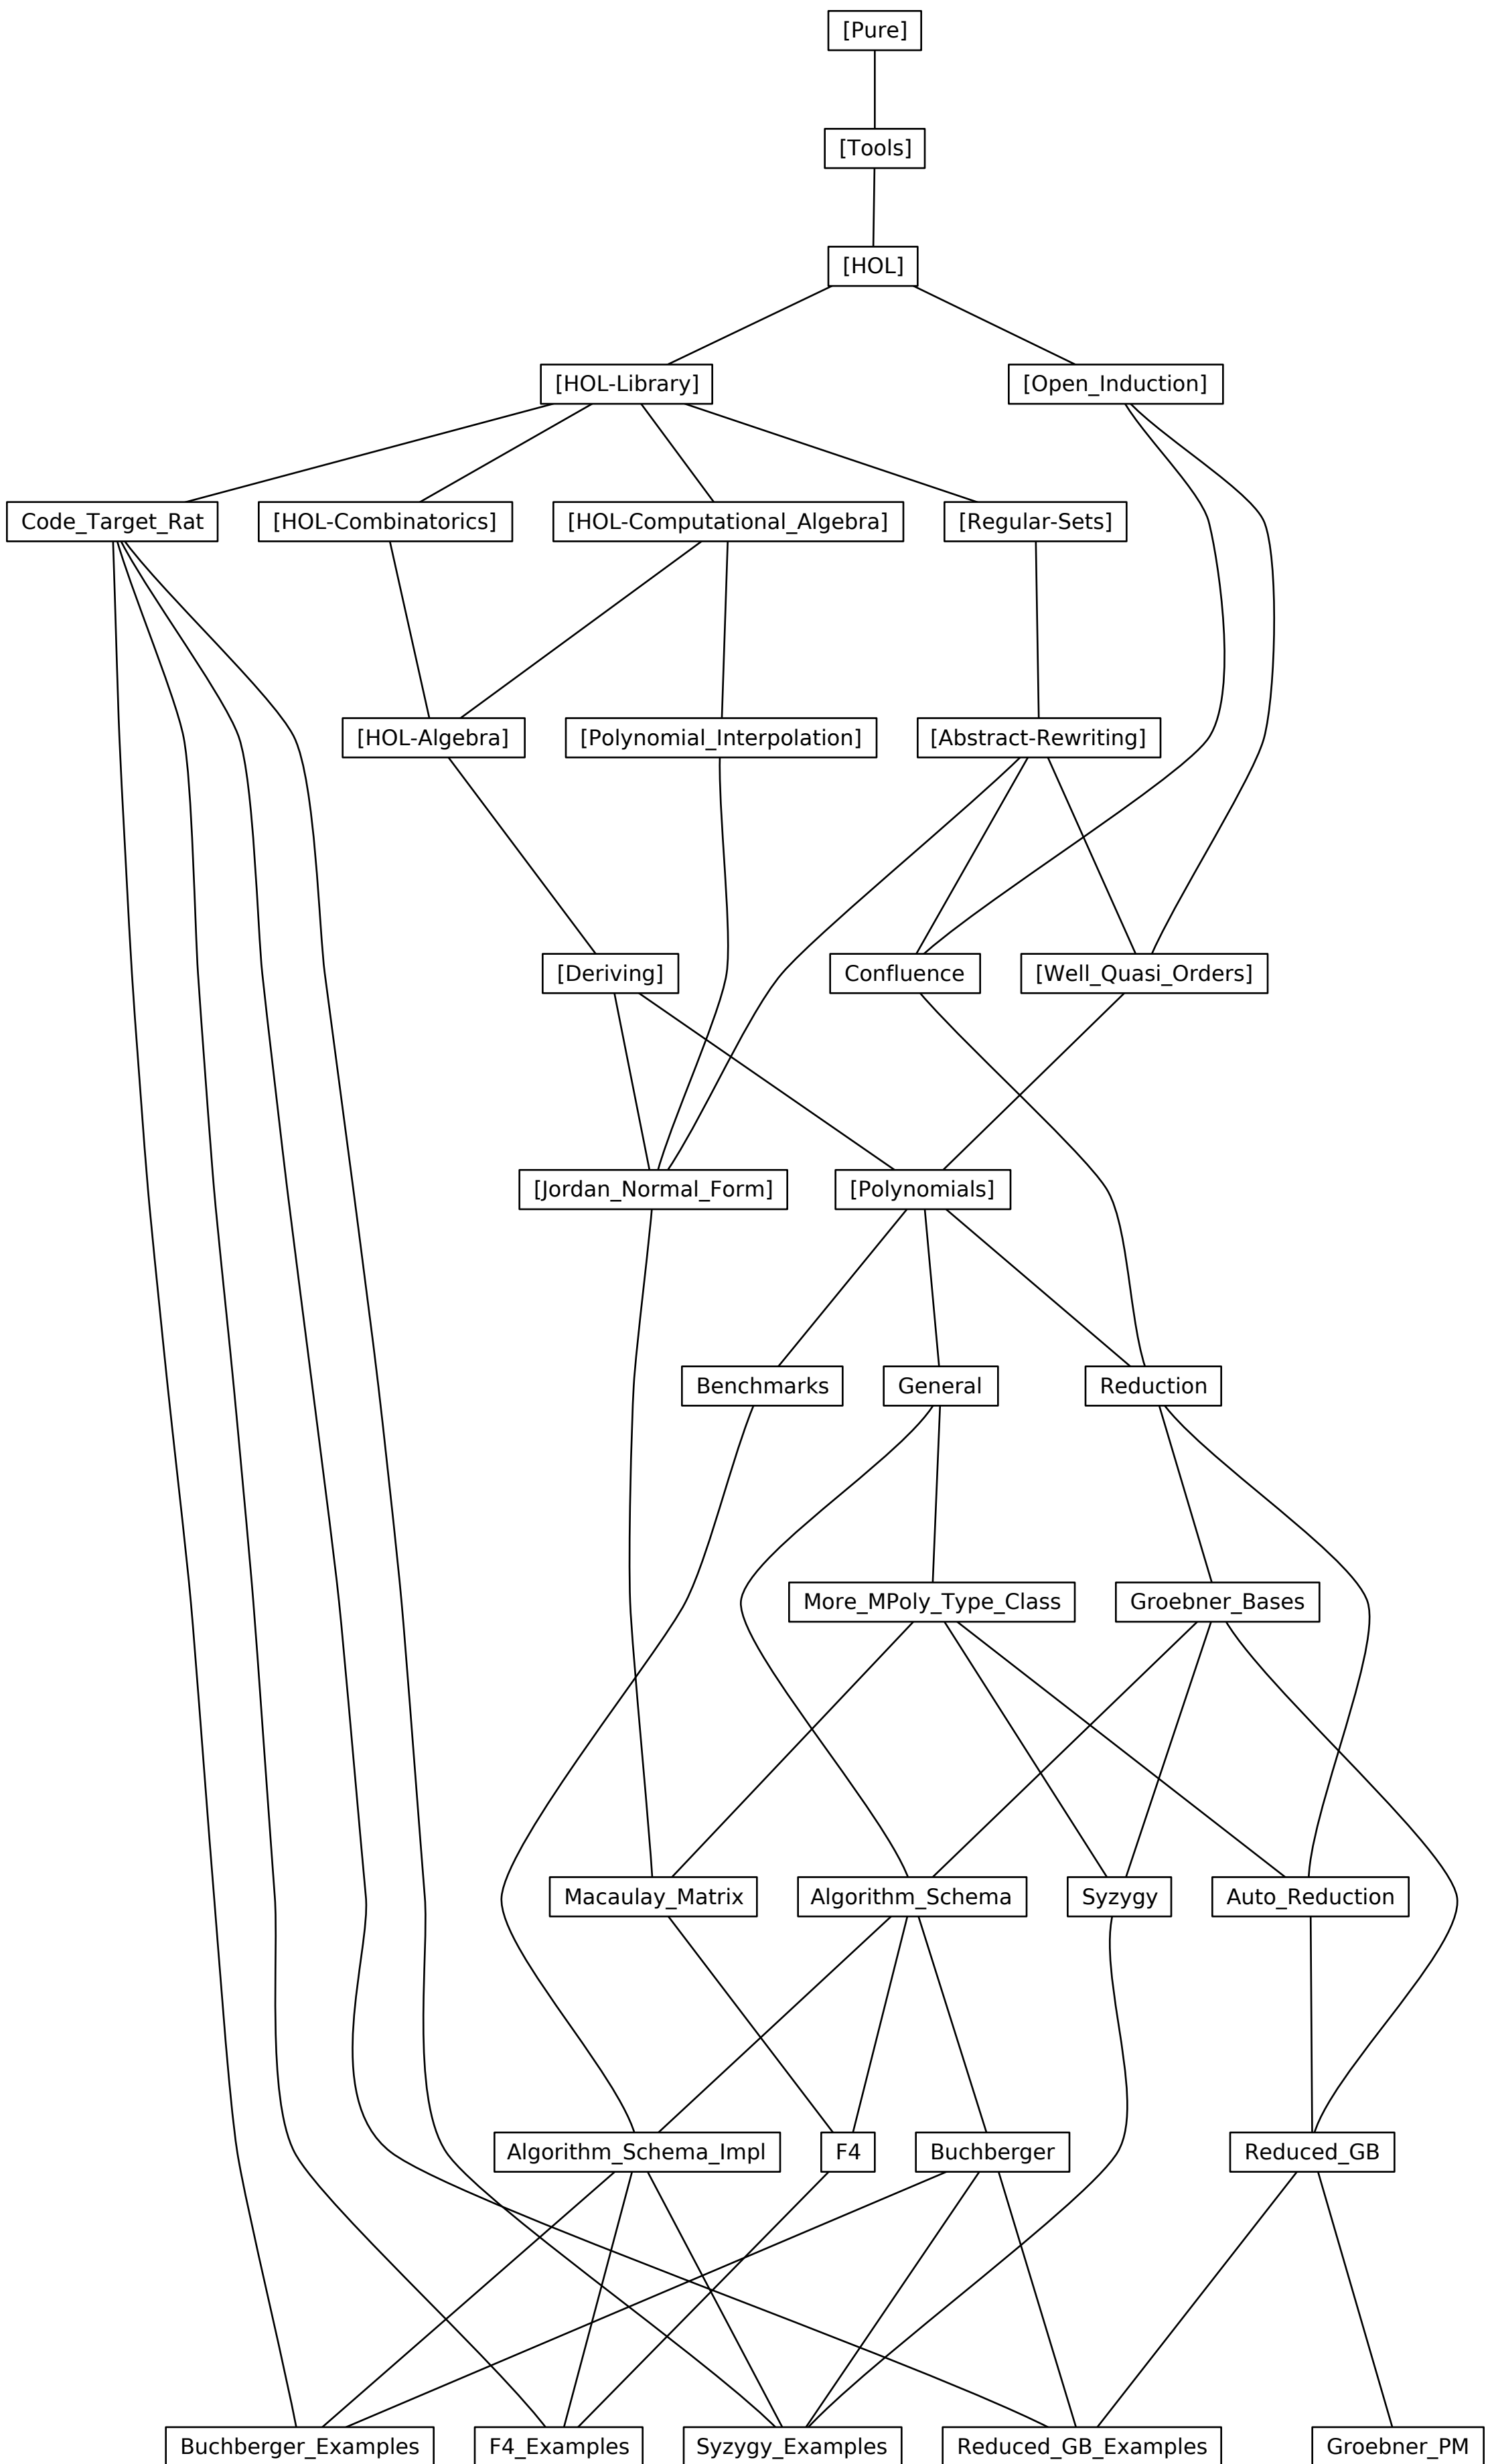 [Pure]
[Tools]
[HOL]
[HOL-Library]
[Open_Induction]
Code_Target_Rat
[HOL-Combinatorics]
[HOL-Computational_Algebra]
[Regular-Sets]
[HOL-Algebra]
[Polynomial_Interpolation]
[Abstract-Rewriting]
[Deriving]
Confluence
[Well_Quasi_Orders]
[Jordan_Normal_Form]
[Polynomials]
Benchmarks
General
Reduction
More_MPoly_Type_Class
Groebner_Bases
Macaulay_Matrix
Algorithm_Schema
Syzygy
Auto_Reduction
Algorithm_Schema_Impl
F4
Buchberger
Reduced_GB
Buchberger_Examples
F4_Examples
Syzygy_Examples
Reduced_GB_Examples
Groebner_PM